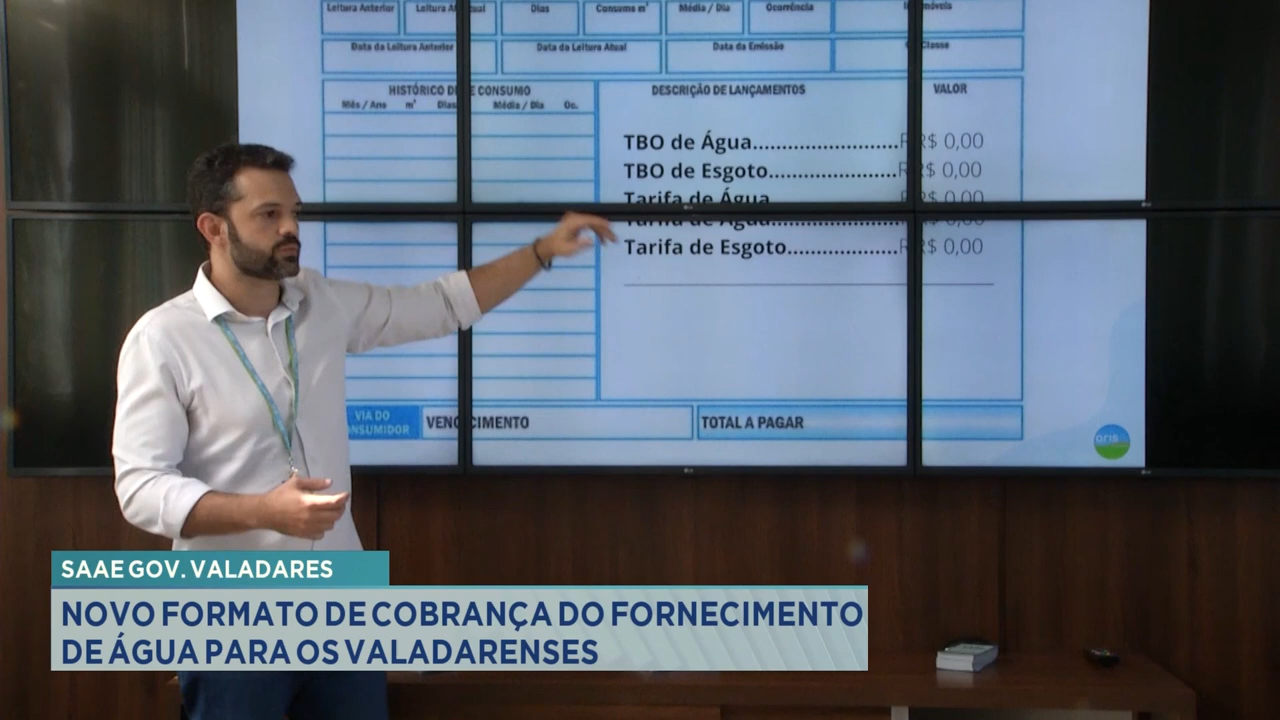 Leitura Anterior Leitura Atual Dias Consumo m³ Média / Dia Ocorrência
Data da Leitura Anterior Data da Leitura Atual Data da Emissão Classe
HISTÓRICO DE CONSUMO DESCRIÇÃO DE LANÇAMENTOS VALOR
Mês / Ano m³ Dias Média / Dia Oc.
TBO de Água......................... R$ 0,00
TBO de Esgoto...................... R$ 0,00
Tarifa de Água
Tarifa de Esgoto................... R$ 0,00
VIA DO
CONSUMIDOR
VENCIMENTO TOTAL A PAGAR
aris
SAAE GOV. VALADARES
NOVO FORMATO DE COBRANÇA DO FORNECIMENTO
DE ÁGUA PARA OS VALADARENSES